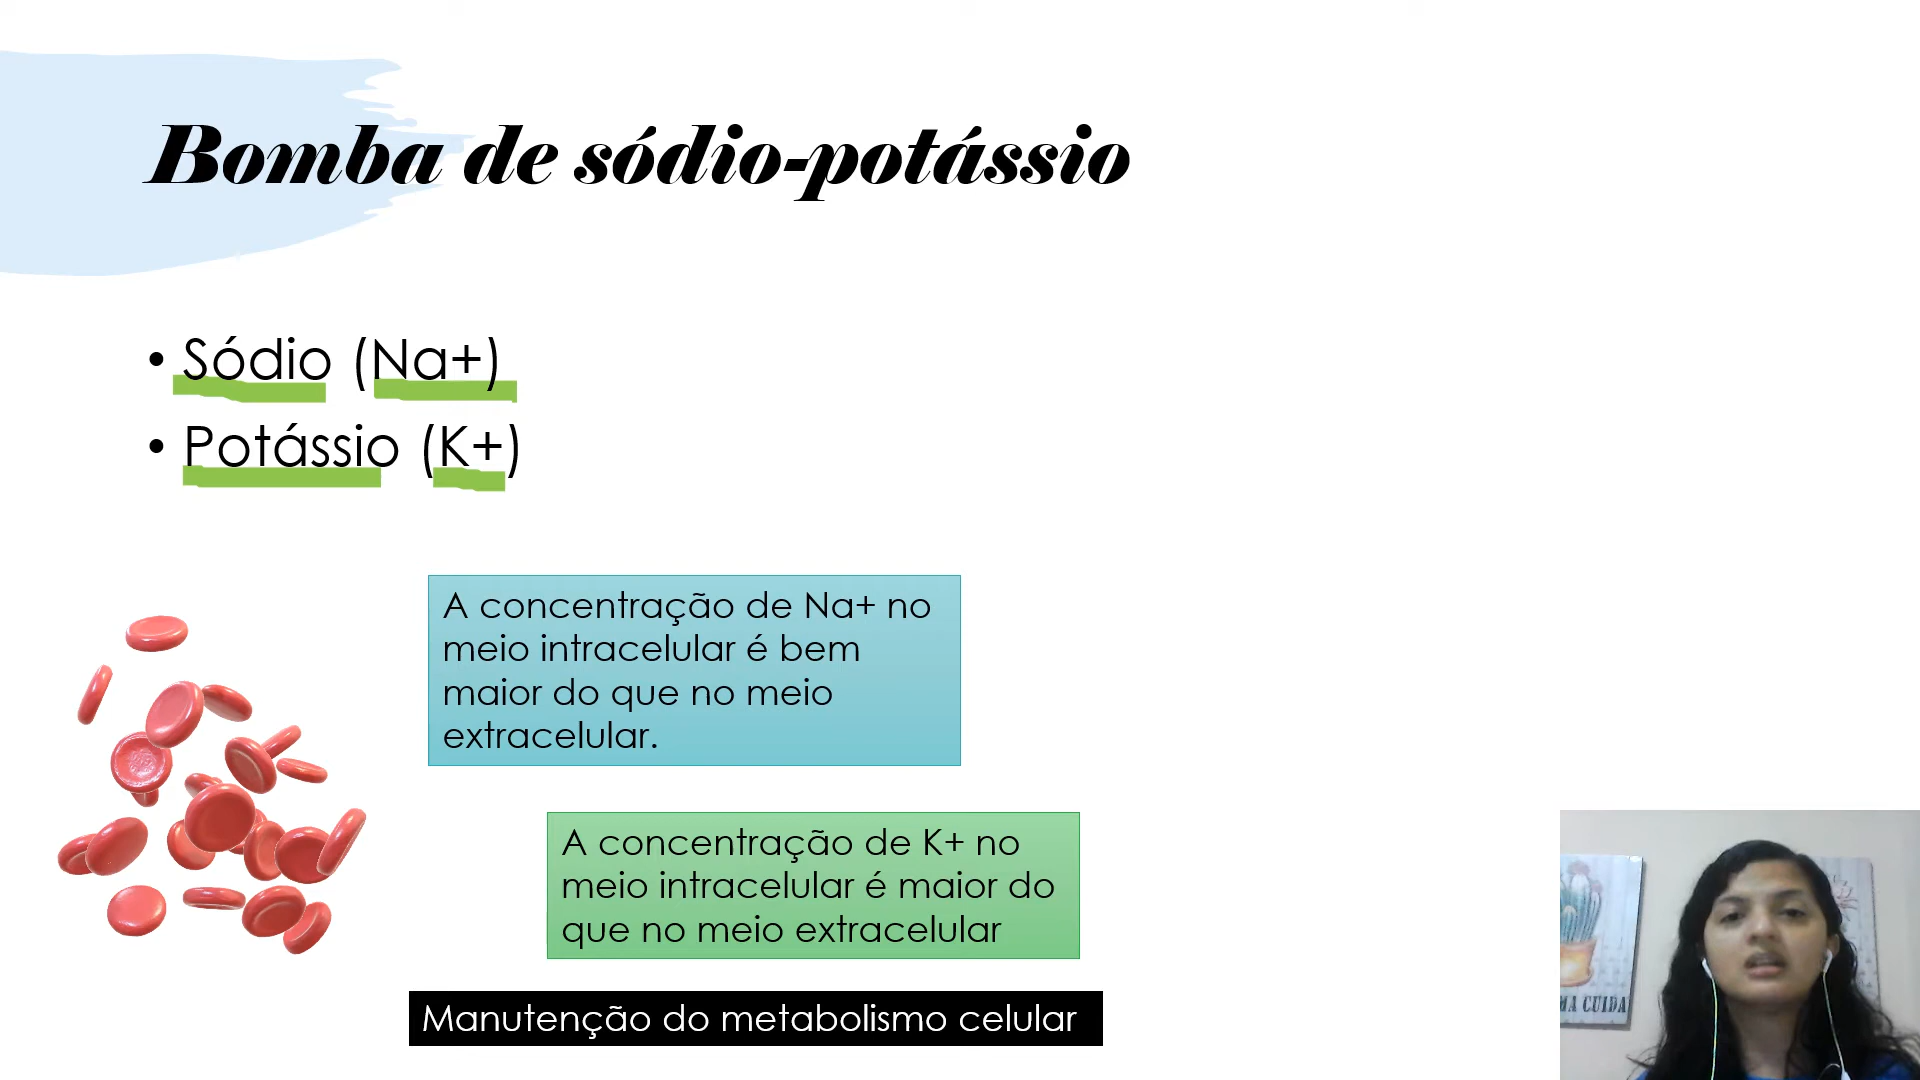 Bomba de sódio-potássio
• Sódio (Na+)
• Potássio (K+)
A concentração de Na+ no
meio intracelular é bem
maior do que no meio
extracelular.
A concentração de K+ no
meio intracelular é maior do
que no meio extracelular
Manutenção do metabolismo celular
MA CUIDA